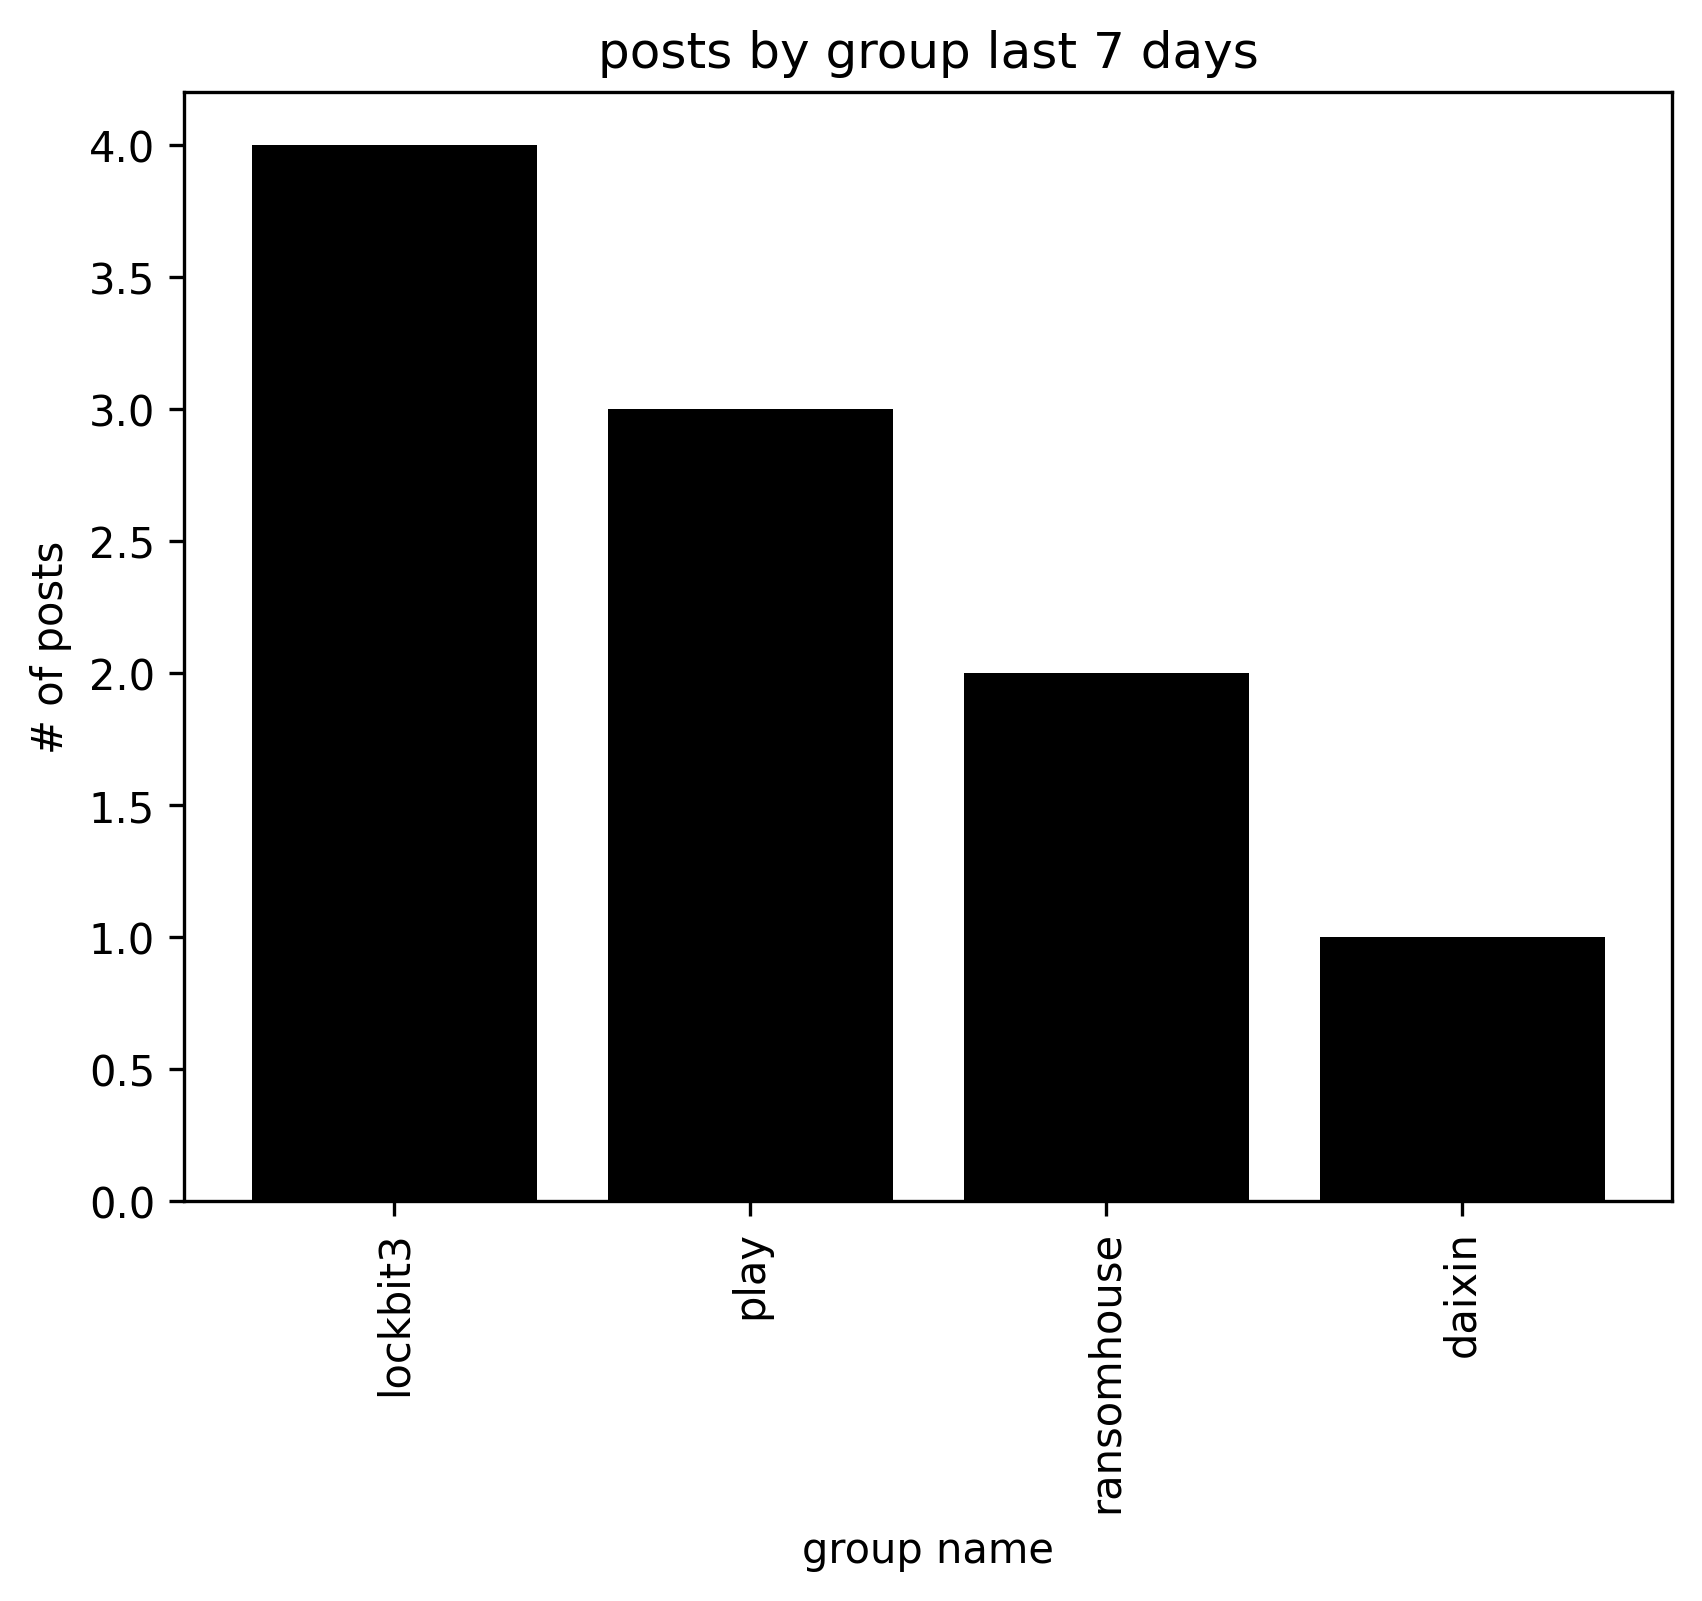 posts by group last 7 days
# of posts
4.0
3.5
3.0
2.5
2.0
1.5
1.0
0.5
0.0
lockbit3
play
ransomhouse
daixin
group name